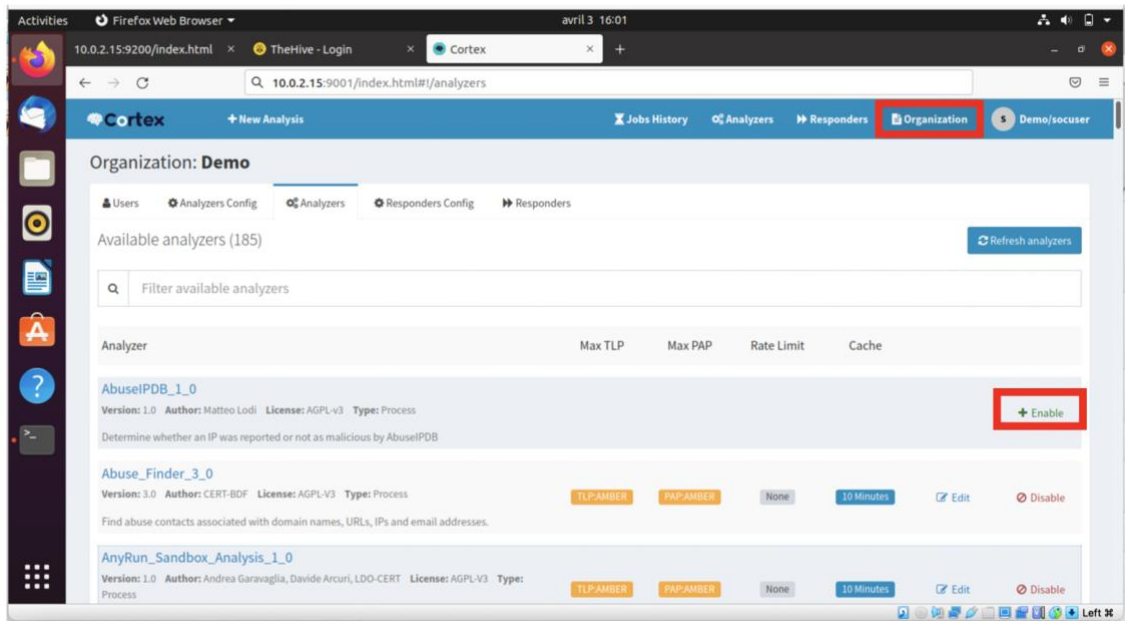 Activities Firefox Web Browser avril 3 16:01
10.0.2.15:9200/index.html × TheHive - Login × Cortex × +
10.0.2.15:9001/index.html#!/analyzers
Cortex + New Analysis Jobs History Analyzers Responders Organization S Demo/socuser
Organization: Demo
Users Analyzers Config Analyzers Responders Config Responders
Available analyzers (185) Refresh analyzers
Filter available analyzers
Analyzer Max TLP Max PAP Rate Limit Cache
AbuseIPDB_1_0
Version: 1.0 Author: Matteo Lodi License: AGPL-v3 Type: Process + Enable
Determine whether an IP was reported or not as malicious by AbuseIPDB
Abuse_Finder_3_0
Version: 3.0 Author: CERT-BDF License: AGPL-V3 Type: Process TLP:AMBER PAP:AMBER None 10 Minutes Edit Disable
Find abuse contacts associated with domain names, URLs, IPs and email addresses.
AnyRun_Sandbox_Analysis_1_0
Version: 1.0 Author: Andrea Garavaglia, Davide Arcuri, LDO-CERT License: AGPL-V3 Type:
Process TLP:AMBER PAP:AMBER None 10 Minutes Edit Disable
Left ⌘